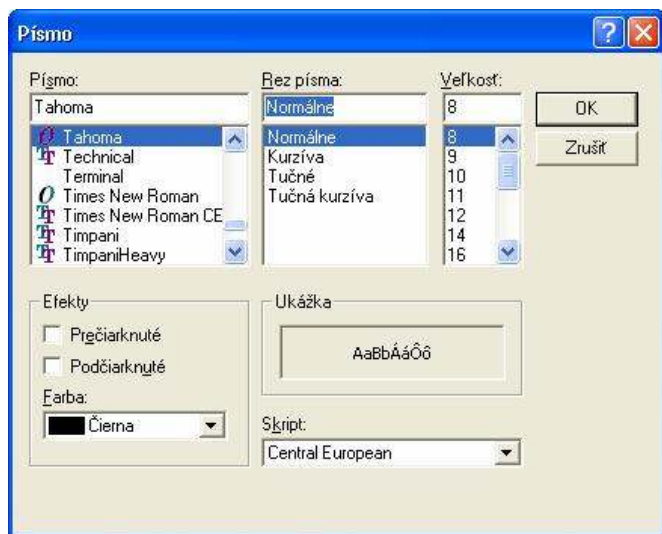 Písmo
Písmo:
Tahoma
Tahoma
Technical
Terminal
Times New Roman
Times New Roman CE
Timpani
TimpaniHeavy
Rez písma:
Normálne
Normálne
Kurzíva
Tučné
Tučná kurzíva
Veľkosť:
8
8
9
10
11
12
14
16
OK
Zrušiť
Efekty
Prečiarknuté
Podčiarknuté
Farba:
Čierna
Ukážka
AaBbÁáÔô
Skript:
Central European